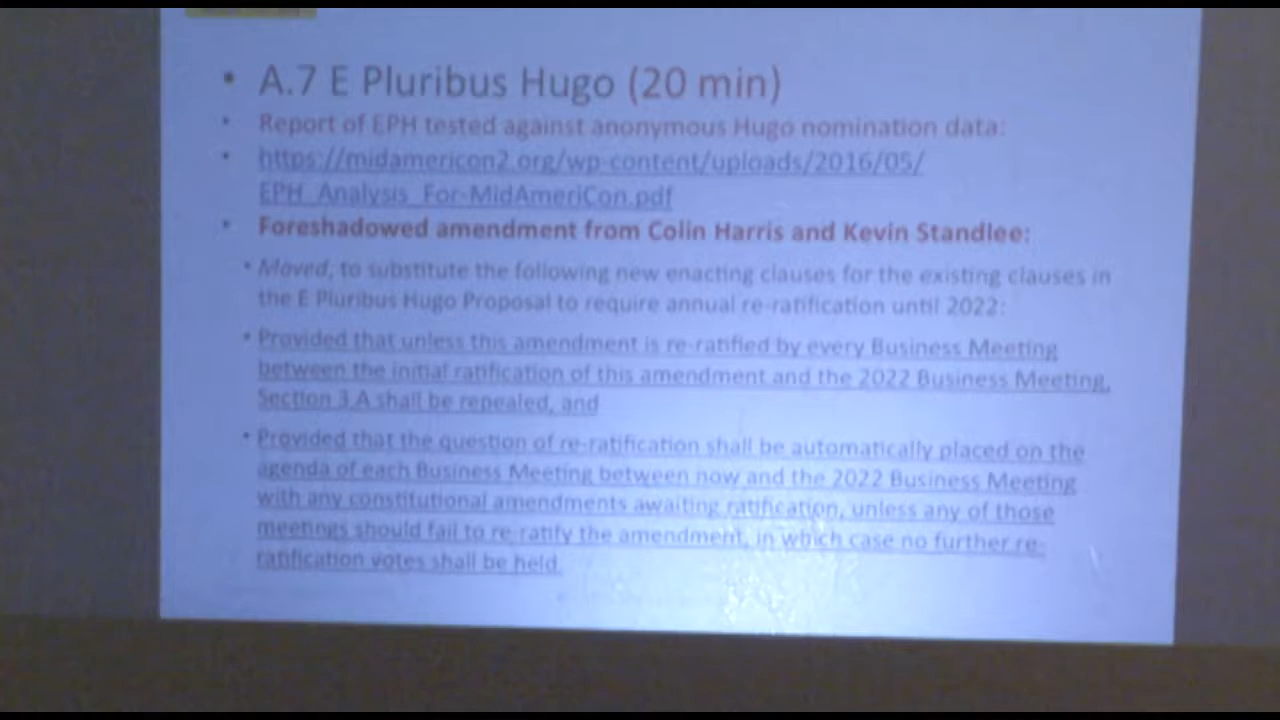 • A.7 E Pluribus Hugo (20 min)
• Report of EPH tested against anonymous Hugo nomination data:
• https://midamericon2.org/wp-content/uploads/2016/05/
EPH_Analysis_For-MidAmeriCon.pdf
• Foreshadowed amendment from Colin Harris and Kevin Standlee:
• Moved, to substitute the following new enacting clauses for the existing clauses in
the E Pluribus Hugo Proposal to require annual re-ratification until 2022:
• Provided that unless this amendment is re-ratified by every Business Meeting
between the initial ratification of this amendment and the 2022 Business Meeting,
Section 3.A shall be repealed, and
• Provided that the question of re-ratification shall be automatically placed on the
agenda of each Business Meeting between now and the 2022 Business Meeting
with any constitutional amendments awaiting ratification, unless any of those
meetings should fail to re-ratify the amendment, in which case no further re-
ratification votes shall be held.